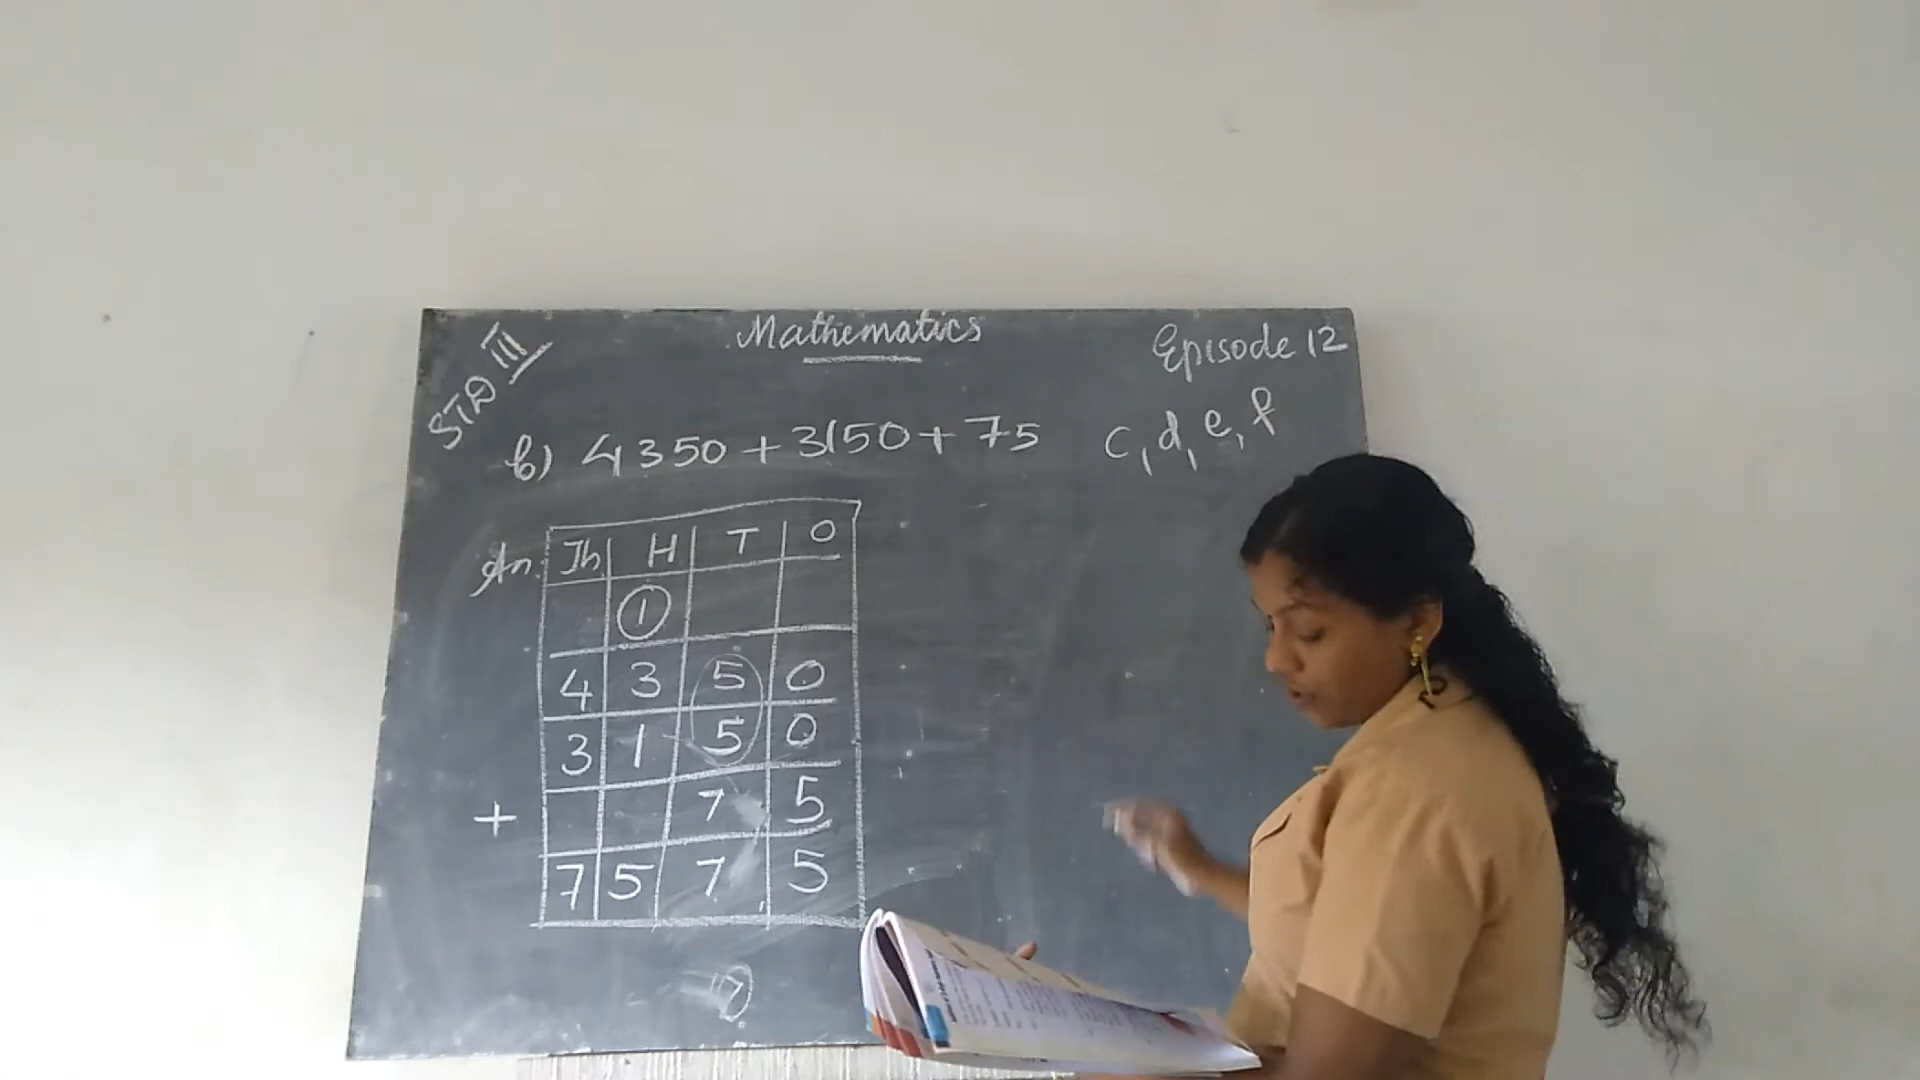 STD III
Mathematics
Episode 12
b) 4350 + 3150 + 75
c, d, e, f
An.
Th H T O
1
4 3 5 0
3 1 5 0
+ 7 5
7 5 7 5
17